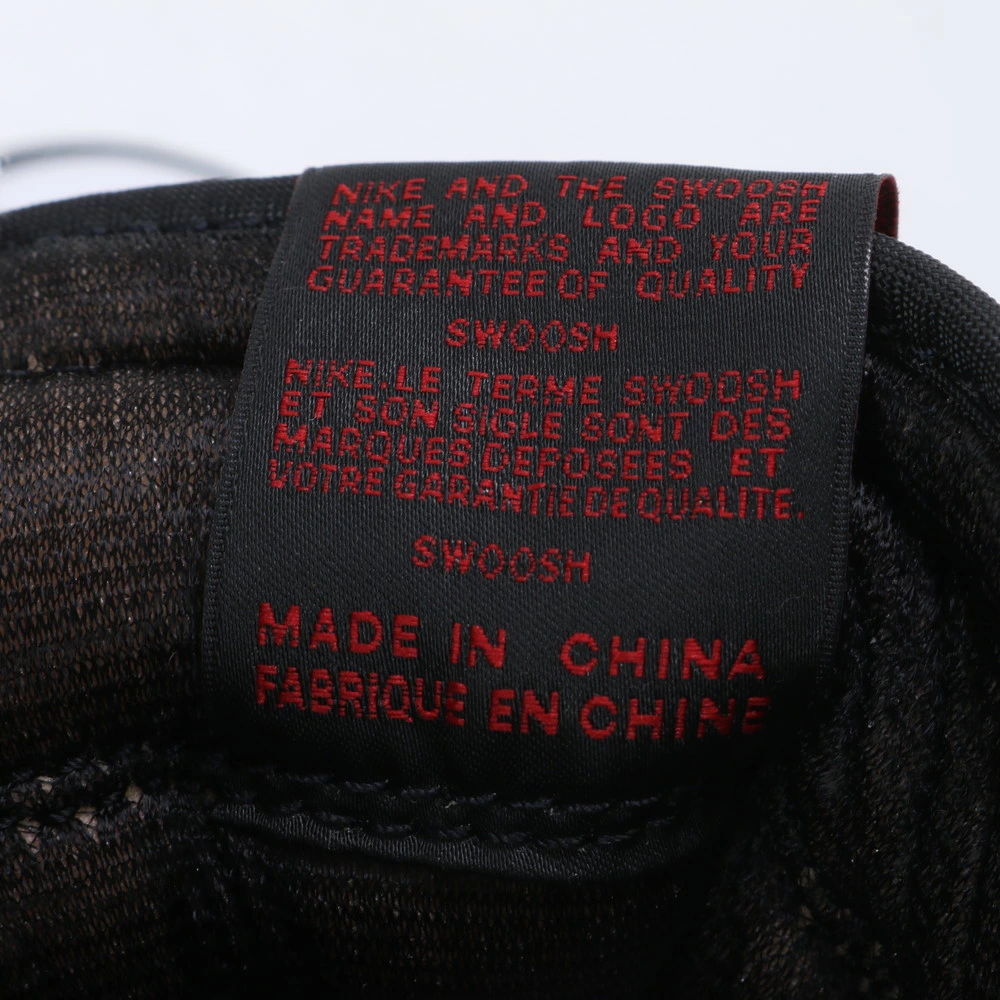 NIKE AND THE SWOOSH
NAME AND LOGO ARE
TRADEMARKS AND YOUR
GUARANTEE OF QUALITY
SWOOSH
NIKE.LE TERME SWOOSH
ET SON SIGLE SONT DES
MARQUES DEPOSEES ET
VOTRE GARANTIE DE QUALITE.
SWOOSH
MADE IN CHINA
FABRIQUE EN CHINE